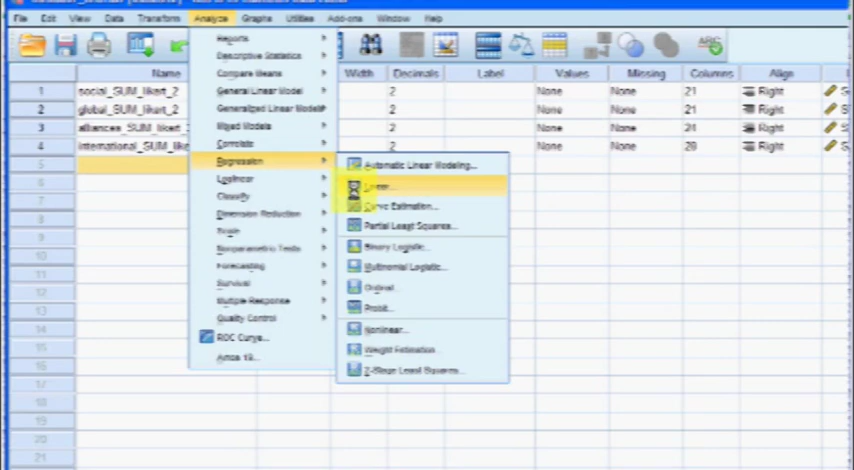 File Edit View Data Transform Analyze Graphs Utilities Add-ons Window Help
Name Width Decimals Label Values Missing Columns Align
1 social_SUM_likert_2 2 None None 21 Right
2 global_SUM_likert_2 2 None None 21 Right
3 alliances_SUM_likert_ 2 None None 21 Right
4 international_SUM_like 2 None None 20 Right
5
6
7
8
9
10
11
12
13
14
15
16
17
18
19
20
21
Reports
Descriptive Statistics
Compare Means
General Linear Model
Generalized Linear Models
Mixed Models
Correlate
Regression
Loglinear
Classify
Dimension Reduction
Scale
Nonparametric Tests
Forecasting
Survival
Multiple Response
Quality Control
ROC Curve...
Amos 19...
Automatic Linear Modeling...
Linear...
Curve Estimation...
Partial Least Squares...
Binary Logistic...
Multinomial Logistic...
Ordinal...
Probit...
Nonlinear...
Weight Estimation...
2-Stage Least Squares...